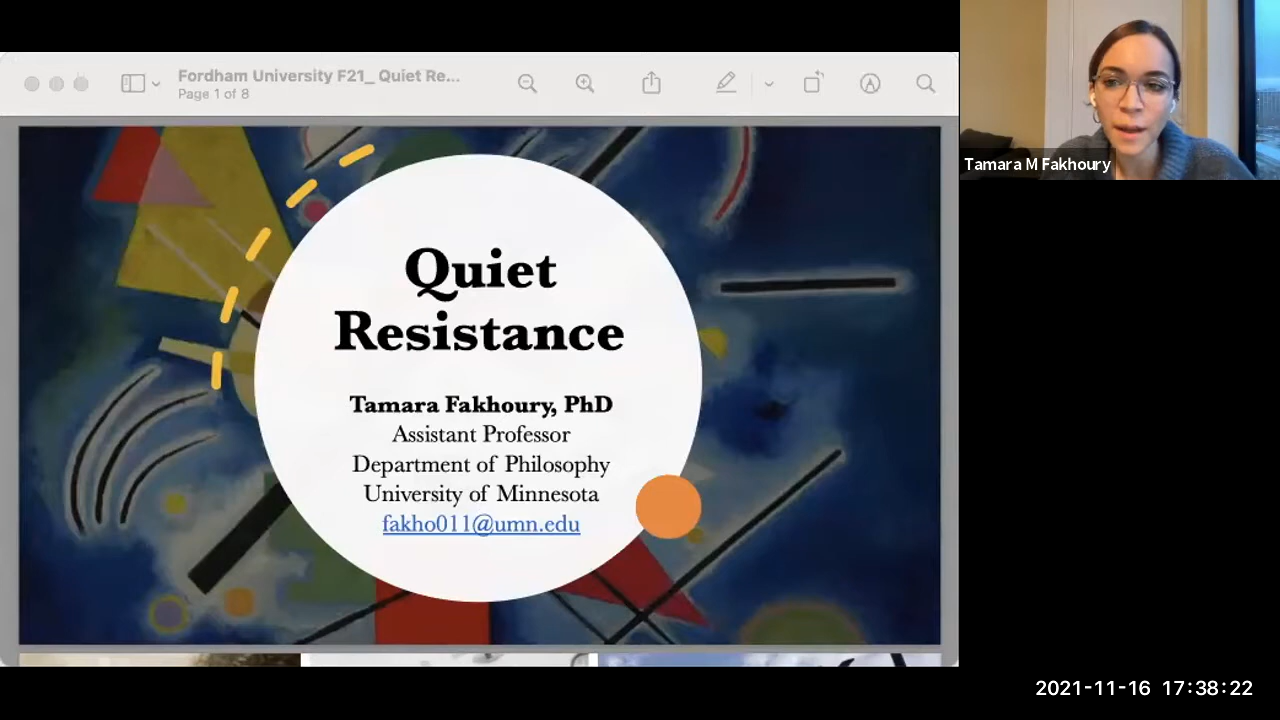 Fordham University F21_ Quiet Re...
Page 1 of 8
Quiet
Resistance
Tamara Fakhoury, PhD
Assistant Professor
Department of Philosophy
University of Minnesota
fakho011@umn.edu
Tamara M Fakhoury
2021-11-16 17:38:22